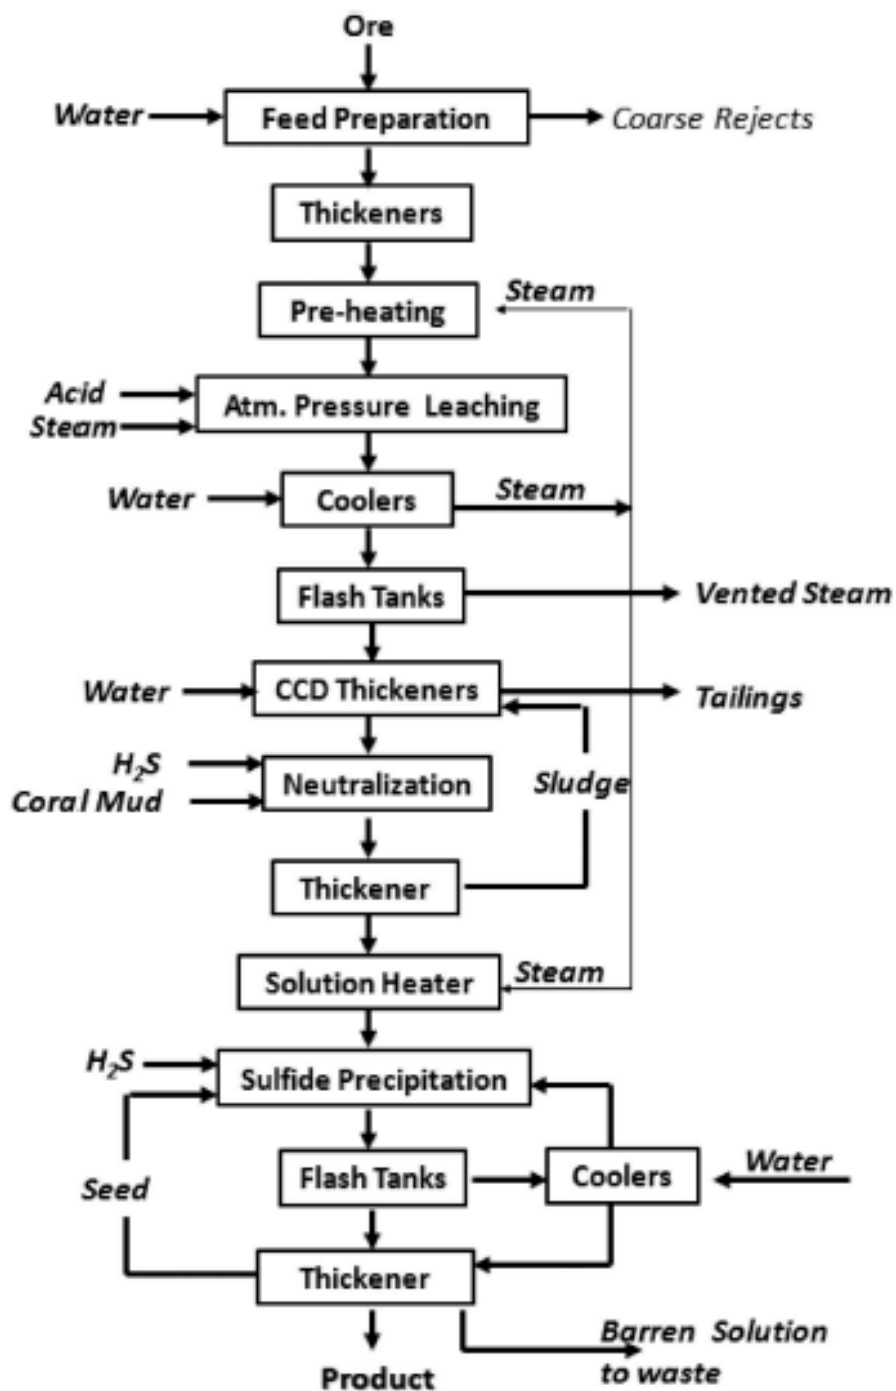 Ore
Water
Feed Preparation
Coarse Rejects
Thickeners
Steam
Pre-heating
Acid
Steam
Atm. Pressure Leaching
Water
Coolers
Steam
Flash Tanks
Vented Steam
Water
CCD Thickeners
Tailings
H₂S
Coral Mud
Neutralization
Sludge
Thickener
Solution Heater
Steam
H₂S
Sulfide Precipitation
Seed
Flash Tanks
Coolers
Water
Thickener
Product
Barren Solution
to waste